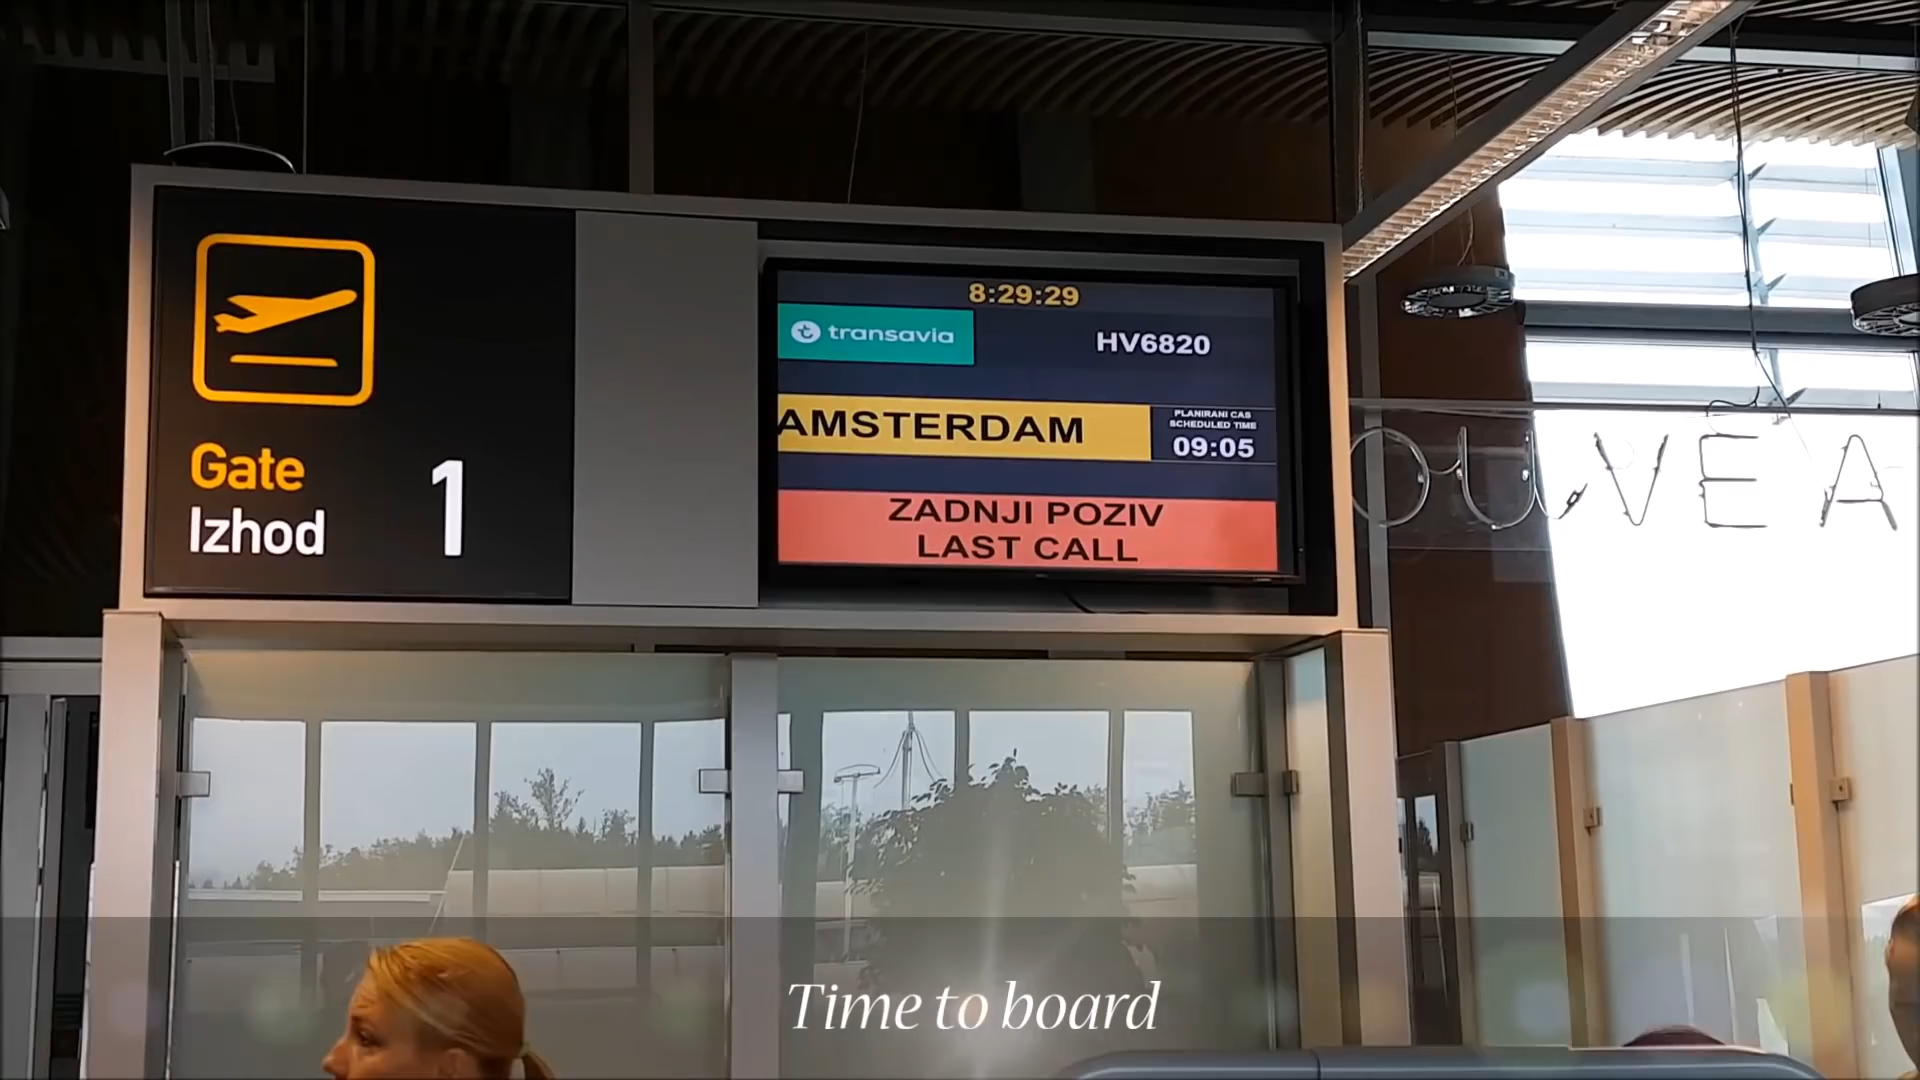 Gate
Izhod
1
8:29:29
transavia
HV6820
AMSTERDAM
PLANIRANI CAS
SCHEDULED TIME
09:05
ZADNJI POZIV
LAST CALL
OUVE A
Time to board